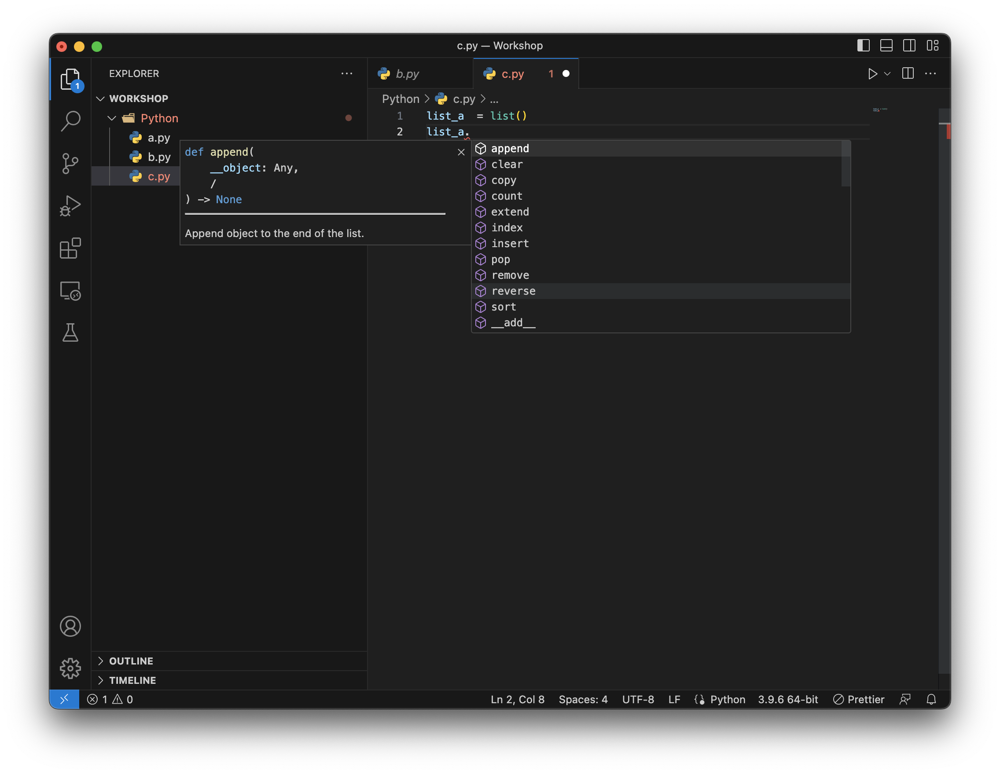 c.py — Workshop
1
EXPLORER
WORKSHOP
Python
a.py
b.py
c.py
b.py
c.py 1
Python > c.py > ...
1 list_a  = list()
2 list_a.
def append(
    __object: Any,
    /
) -> None
Append object to the end of the list.
append
clear
copy
count
extend
index
insert
pop
remove
reverse
sort
__add__
OUTLINE
TIMELINE
1 0 Ln 2, Col 8 Spaces: 4 UTF-8 LF Python 3.9.6 64-bit Prettier